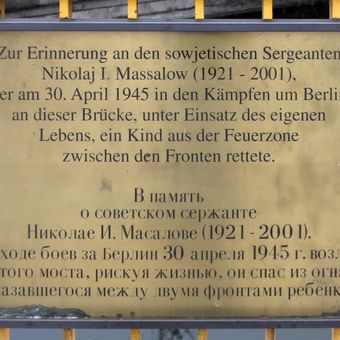 Zur Erinnerung an den sowjetischen Sergeanten
Nikolaj I. Massalow (1921 - 2001),
er am 30. April 1945 in den Kämpfen um Berlin
an dieser Brücke, unter Einsatz des eigenen
Lebens, ein Kind aus der Feuerzone
zwischen den Fronten rettete.
В память
о советском сержанте
Николае И. Масалове (1921 - 2001).
ходе боев за Берлин 30 апреля 1945 г. возл
того моста, рискуя жизнью, он спас из огн
казавшегося между двумя фронтами ребенк